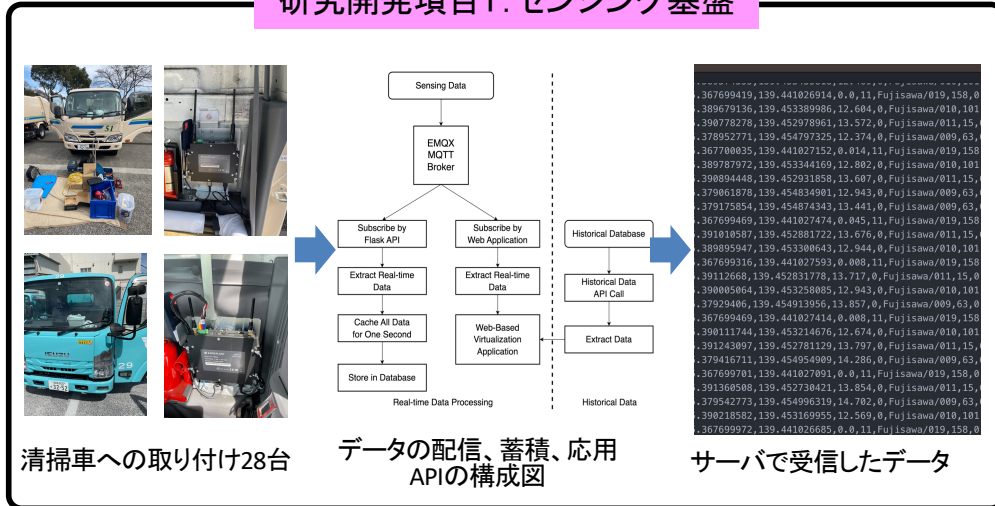 研究開発項目1: センシング基盤
51
ISUZU
29
Sensing Data
EMQX
MQTT
Broker
Subscribe by
Flask API
Subscribe by
Web Application
Historical Database
Extract Real-time
Data
Extract Real-time
Data
Historical Data
API Call
Cache All Data
for One Second
Web-Based
Virtualization
Application
Extract Data
Store in Database
Real-time Data Processing
Historical Data
.367699419,139.441026914,0.0,11,Fujisawa/019,158,0
.389679136,139.453389986,12.604,0,Fujisawa/010,101
.390778278,139.452978961,13.572,0,Fujisawa/011,15,
.378952771,139.454797325,12.374,0,Fujisawa/009,63,
.367700035,139.441027152,0.014,11,Fujisawa/019,158
.389787972,139.453344169,12.802,0,Fujisawa/010,101
.390894448,139.452931858,13.607,0,Fujisawa/011,15,
.379061878,139.454834901,12.943,0,Fujisawa/009,63,
.379175854,139.454874343,13.441,0,Fujisawa/009,63,
.367699469,139.441027474,0.045,11,Fujisawa/019,158
.391010587,139.452881722,13.676,0,Fujisawa/011,15,
.389895947,139.453300643,12.944,0,Fujisawa/010,101
.367699316,139.441027593,0.008,11,Fujisawa/019,158
.39112668,139.452831778,13.717,0,Fujisawa/011,15,0
.390005064,139.453258085,12.943,0,Fujisawa/010,101
.37929406,139.454913956,13.857,0,Fujisawa/009,63,0
.367699469,139.441027414,0.008,11,Fujisawa/019,158
.390111744,139.453214676,12.674,0,Fujisawa/010,101
.391243097,139.452781129,13.797,0,Fujisawa/011,15,
.379416711,139.454954909,14.286,0,Fujisawa/009,63,
.367699701,139.441027091,0.0,11,Fujisawa/019,158,0
.391360508,139.452730421,13.854,0,Fujisawa/011,15,
.379542773,139.454996319,14.702,0,Fujisawa/009,63,
.390218582,139.453169955,12.569,0,Fujisawa/010,101
.367699972,139.441026685,0.0,11,Fujisawa/019,158,0
清掃車への取り付け28台
データの配信、蓄積、応用
APIの構成図
サーバで受信したデータ